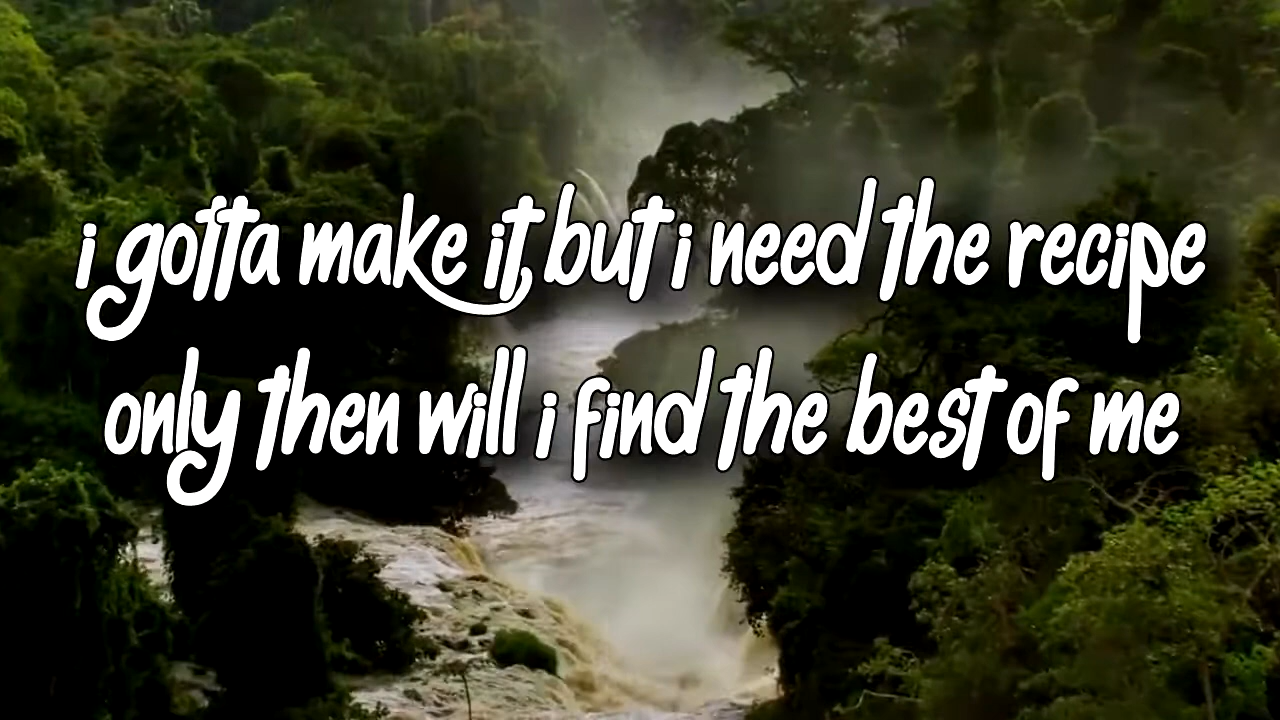 i gotta make it, but i need the recipe
only then will i find the best of me